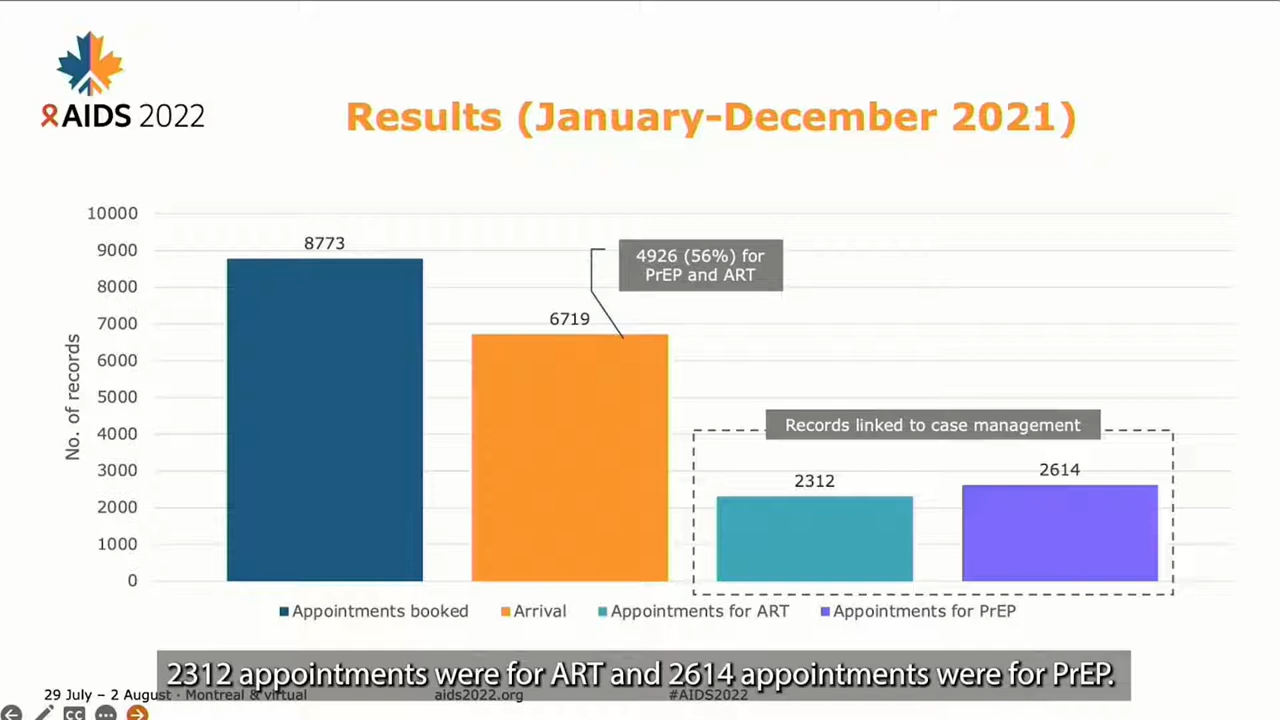 AIDS 2022
Results (January-December 2021)
10000
9000
8000
7000
6000
5000
4000
3000
2000
1000
0
No. of records
8773
6719
4926 (56%) for
PrEP and ART
Records linked to case management
2312
2614
Appointments booked
Arrival
Appointments for ART
Appointments for PrEP
2312 appointments were for ART and 2614 appointments were for PrEP.
29 July – 2 August · Montreal & virtual
aids2022.org
#AIDS2022
CC